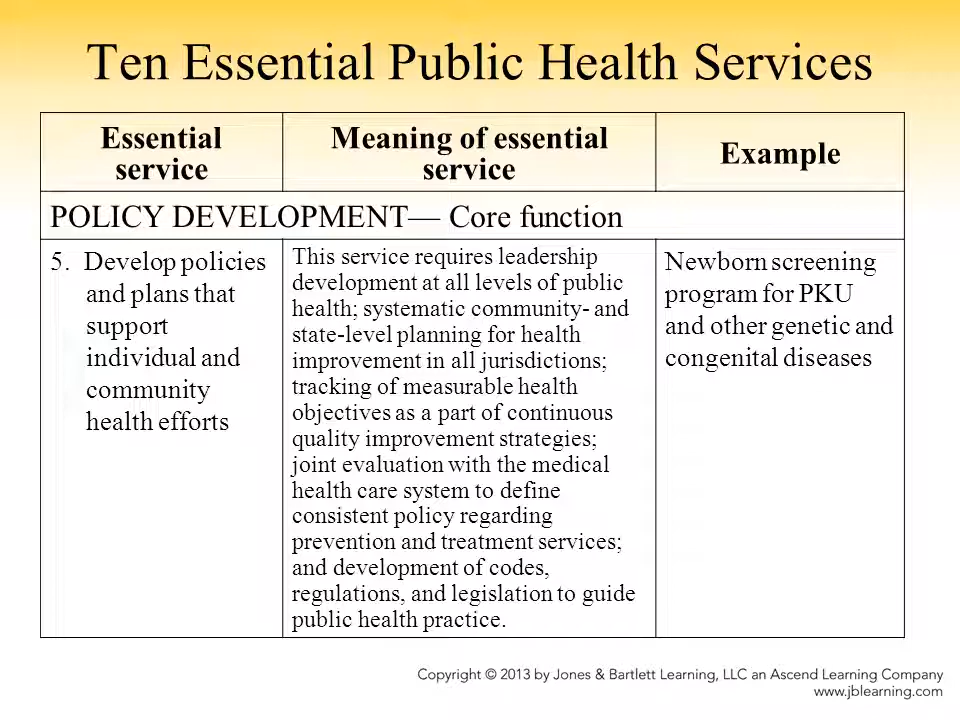 Ten Essential Public Health Services
Essential
service
Meaning of essential
service
Example
POLICY DEVELOPMENT— Core function
5. Develop policies
and plans that
support
individual and
community
health efforts
This service requires leadership
development at all levels of public
health; systematic community- and
state-level planning for health
improvement in all jurisdictions;
tracking of measurable health
objectives as a part of continuous
quality improvement strategies;
joint evaluation with the medical
health care system to define
consistent policy regarding
prevention and treatment services;
and development of codes,
regulations, and legislation to guide
public health practice.
Newborn screening
program for PKU
and other genetic and
congenital diseases
Copyright © 2013 by Jones & Bartlett Learning, LLC an Ascend Learning Company
www.jblearning.com